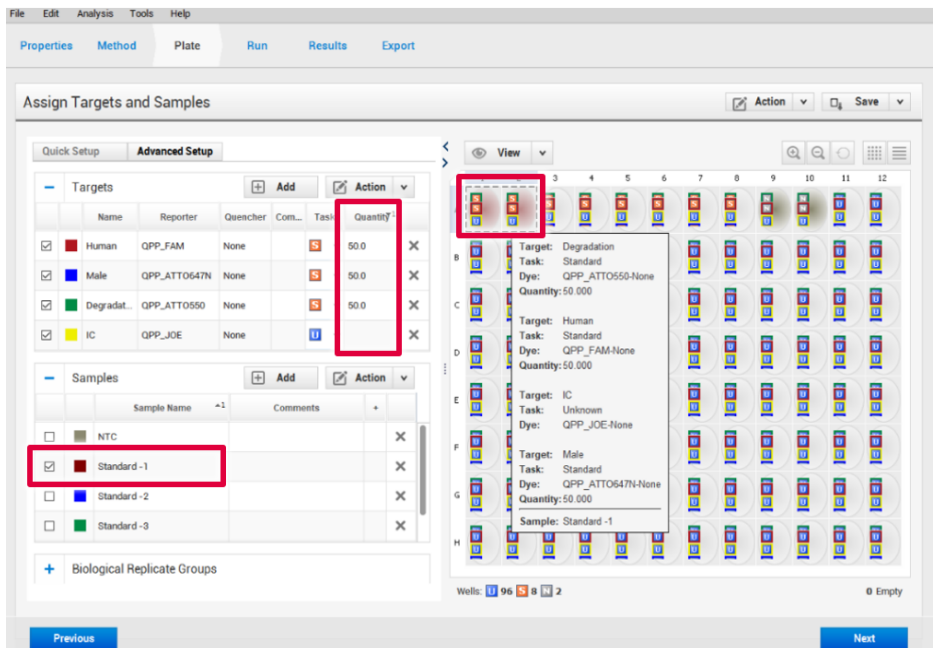 File Edit Analysis Tools Help
Properties Method Plate Run Results Export
Assign Targets and Samples
Action Save
Quick Setup Advanced Setup
View
Targets Add Action
Name Reporter Quencher Com... Task Quantity
Human QPP_FAM None S 50.0
Male QPP_ATTO647N None S 50.0
Degradat... QPP_ATTO550 None S 50.0
IC QPP_JOE None U
Samples Add Action
Sample Name Comments
NTC
Standard -1
Standard -2
Standard -3
Biological Replicate Groups
3 4 5 6 7 8 9 10 11 12
B
C
D
E
F
G
H
Target: Degradation
Task: Standard
Dye: QPP_ATTO550-None
Quantity: 50.000
Target: Human
Task: Standard
Dye: QPP_FAM-None
Quantity: 50.000
Target: IC
Task: Unknown
Dye: QPP_JOE-None
Target: Male
Task: Standard
Dye: QPP_ATTO647N-None
Quantity: 50.000
Sample: Standard -1
Wells: U 96 S 8 N 2
0 Empty
Previous Next